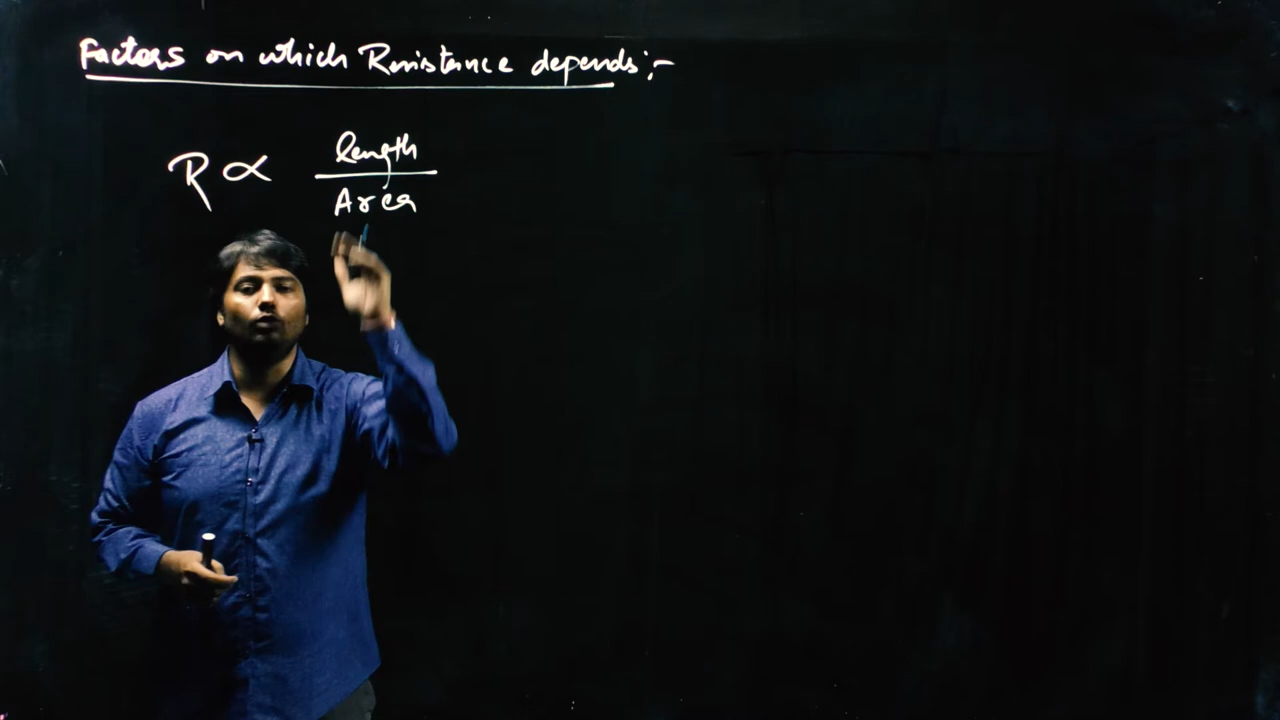 Factors on which Resistance depends:-
R ∝ length
Area